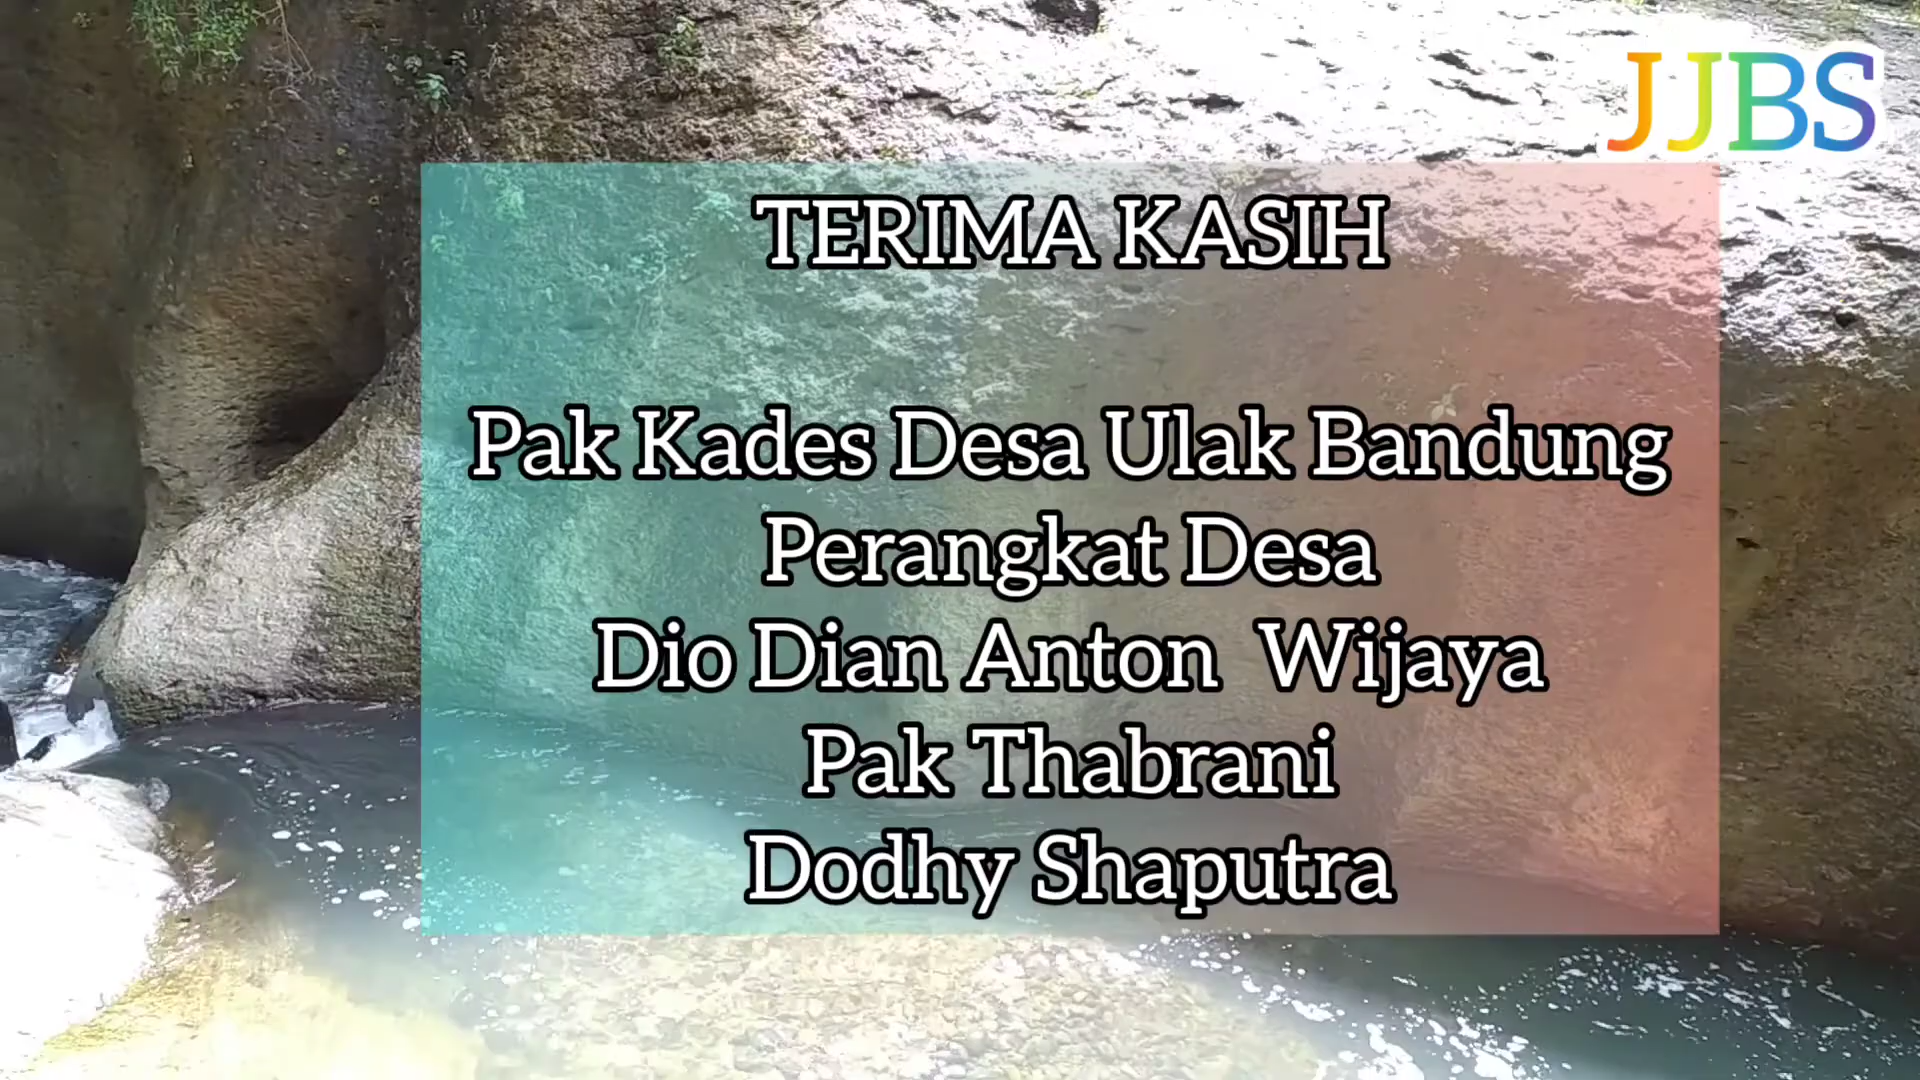 JJBS
TERIMA KASIH
Pak Kades Desa Ulak Bandung
Perangkat Desa
Dio Dian Anton  Wijaya
Pak Thabrani
Dodhy Shaputra